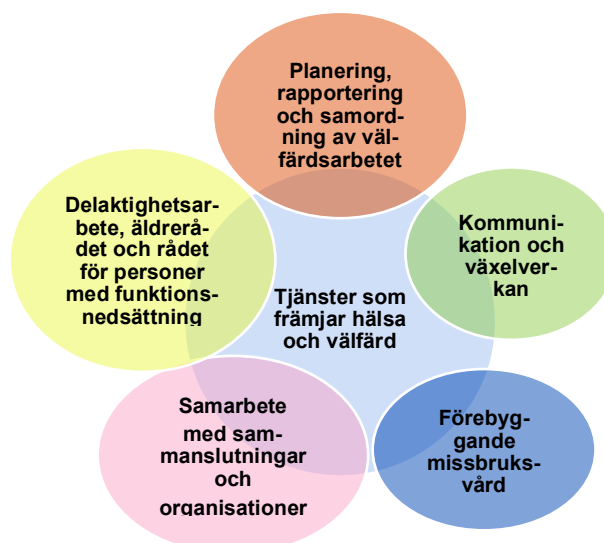 Planering,
rapportering
och samord-
ning av väl-
färdsarbetet
Delaktighetsar-
bete, äldrerå-
det och rådet
för personer
med funktions-
nedsättning
Kommuni-
kation och
växelver-
kan
Tjänster som
främjar hälsa
och välfärd
Samarbete
med sam-
manslutningar
och
organisationer
Förebyg-
gande
missbruks-
vård